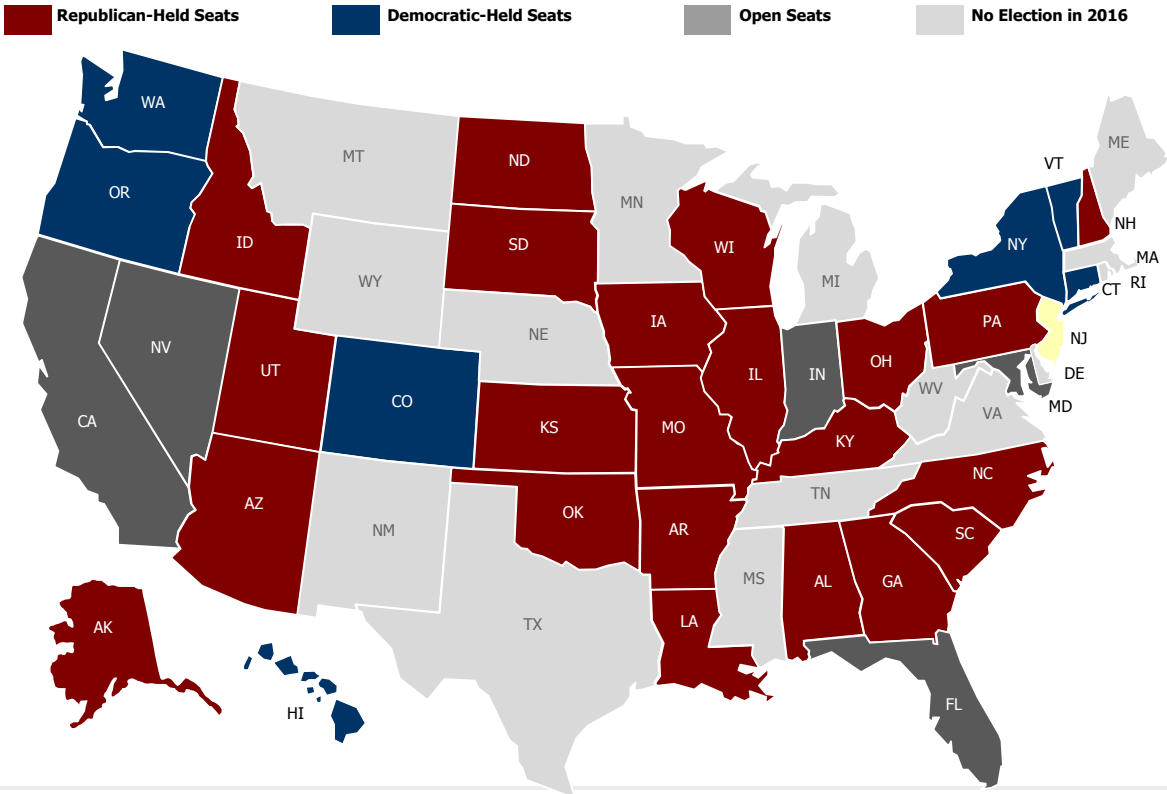 Republican-Held Seats Democratic-Held Seats Open Seats No Election in 2016
WA
MT
ND
MN
ME
VT
OR
ID
SD
WI
NH
NY
MA
WY
MI
CT RI
IA
PA
NJ
NE
NV
UT
IL
IN
OH
DE
WV
MD
CO
CA
KS
MO
KY
VA
AZ
NM
OK
AR
TN
NC
SC
MS
AL
GA
TX
LA
AK
HI
FL